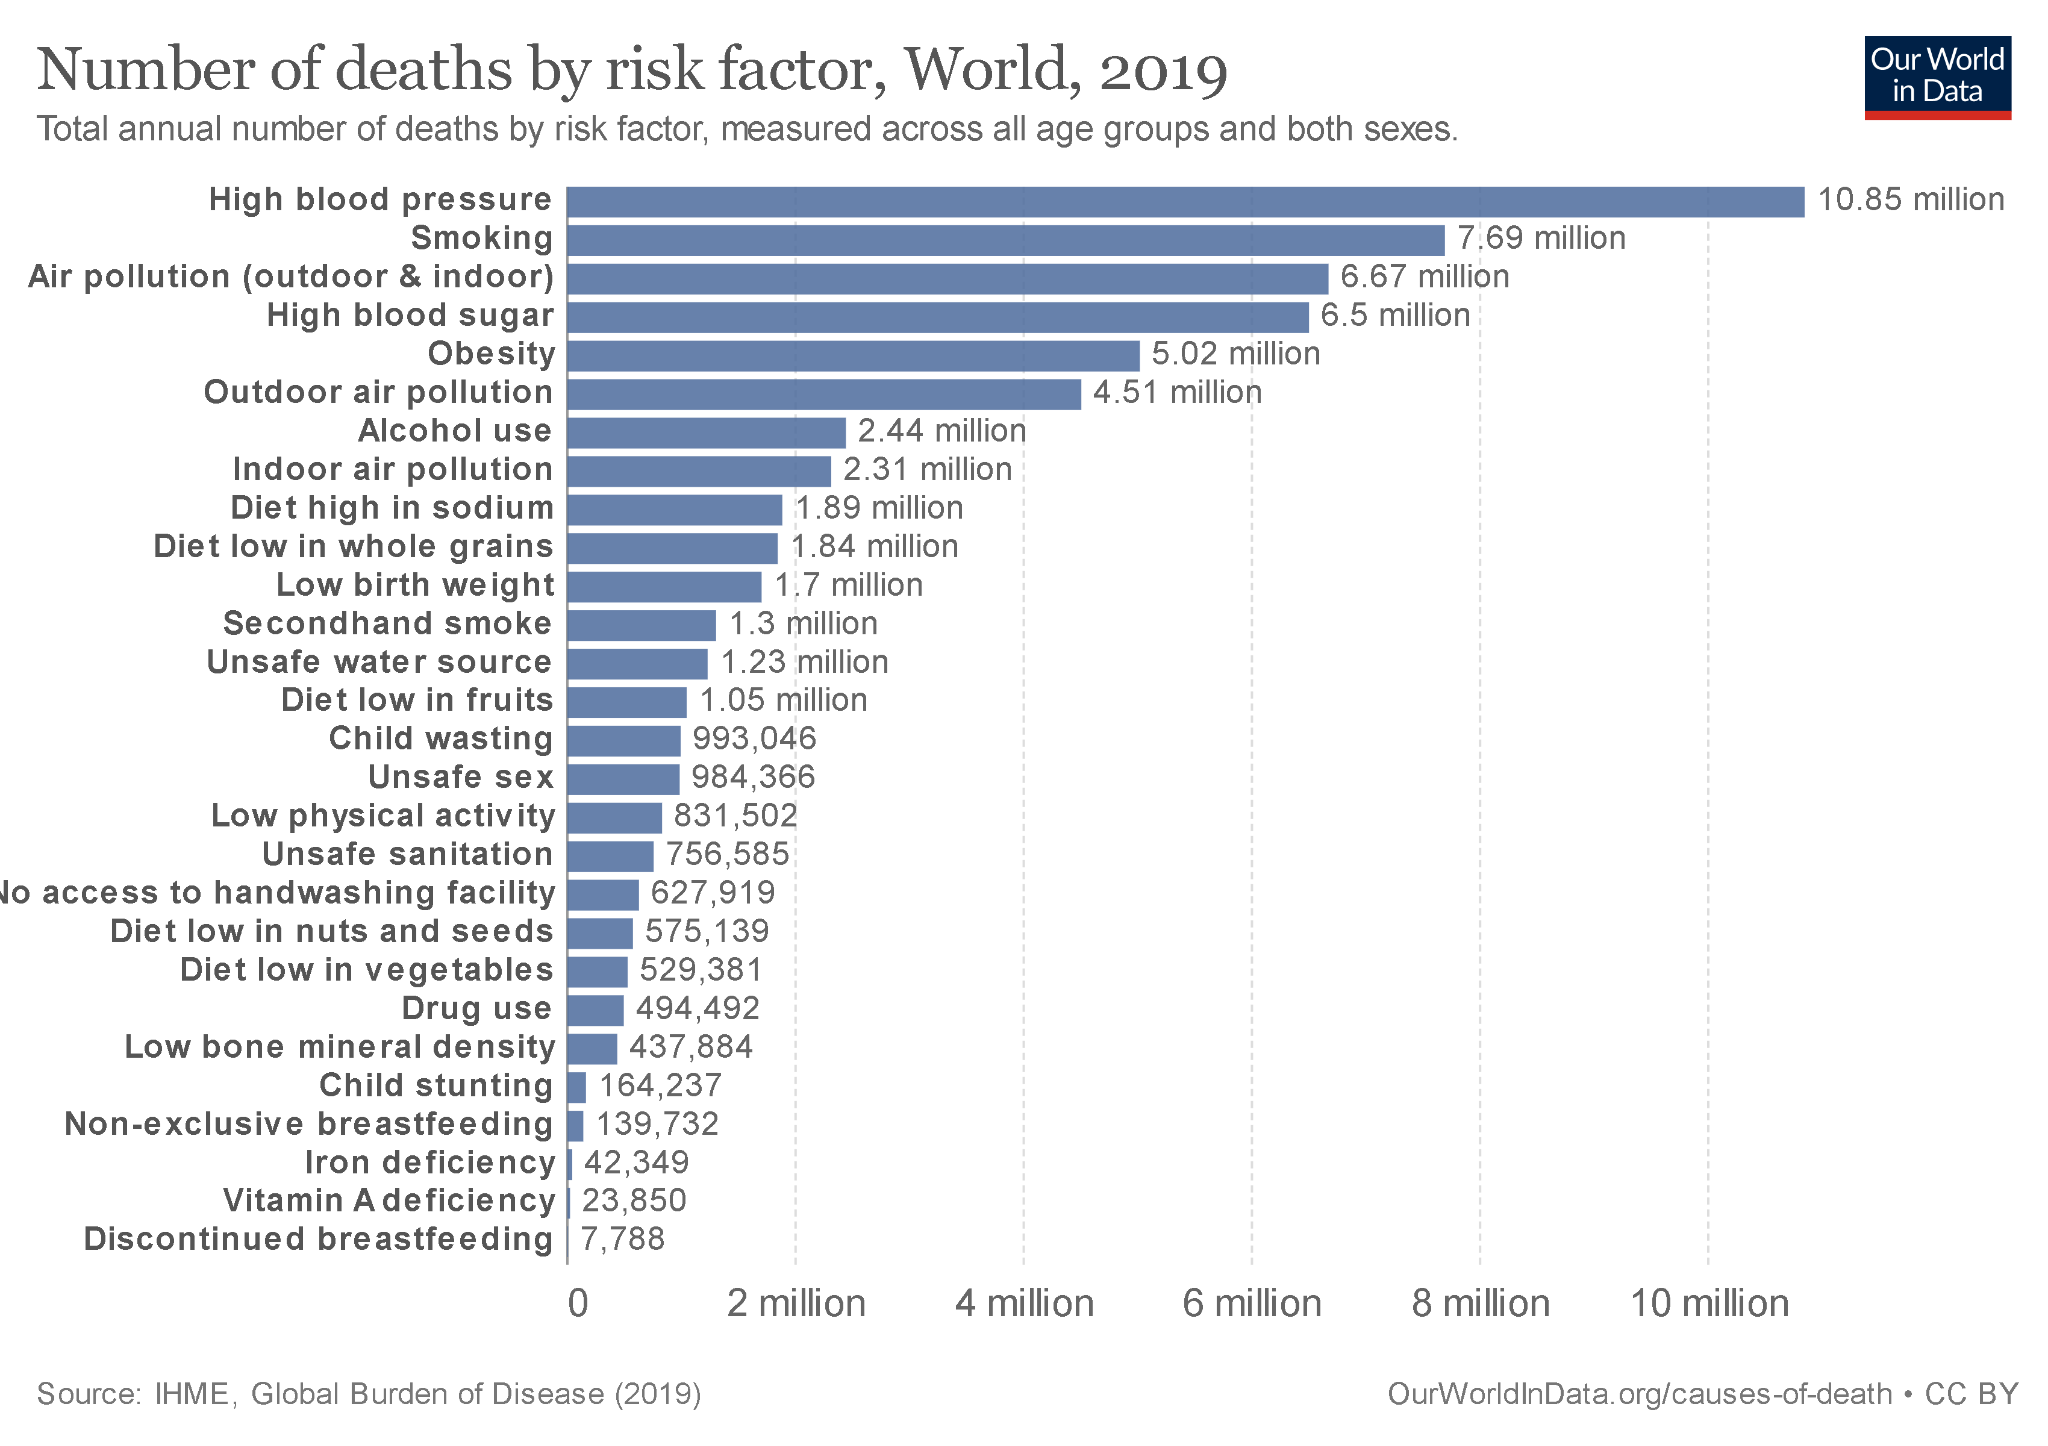 Number of deaths by risk factor, World, 2019
Our World
in Data
Total annual number of deaths by risk factor, measured across all age groups and both sexes.
High blood pressure 10.85 million
Smoking 7.69 million
Air pollution (outdoor & indoor) 6.67 million
High blood sugar 6.5 million
Obesity 5.02 million
Outdoor air pollution 4.51 million
Alcohol use 2.44 million
Indoor air pollution 2.31 million
Diet high in sodium 1.89 million
Diet low in whole grains 1.84 million
Low birth weight 1.7 million
Secondhand smoke 1.3 million
Unsafe water source 1.23 million
Diet low in fruits 1.05 million
Child wasting 993,046
Unsafe sex 984,366
Low physical activity 831,502
Unsafe sanitation 756,585
No access to handwashing facility 627,919
Diet low in nuts and seeds 575,139
Diet low in vegetables 529,381
Drug use 494,492
Low bone mineral density 437,884
Child stunting 164,237
Non-exclusive breastfeeding 139,732
Iron deficiency 42,349
Vitamin A deficiency 23,850
Discontinued breastfeeding 7,788
0 2 million 4 million 6 million 8 million 10 million
Source: IHME, Global Burden of Disease (2019)
OurWorldInData.org/causes-of-death • CC BY